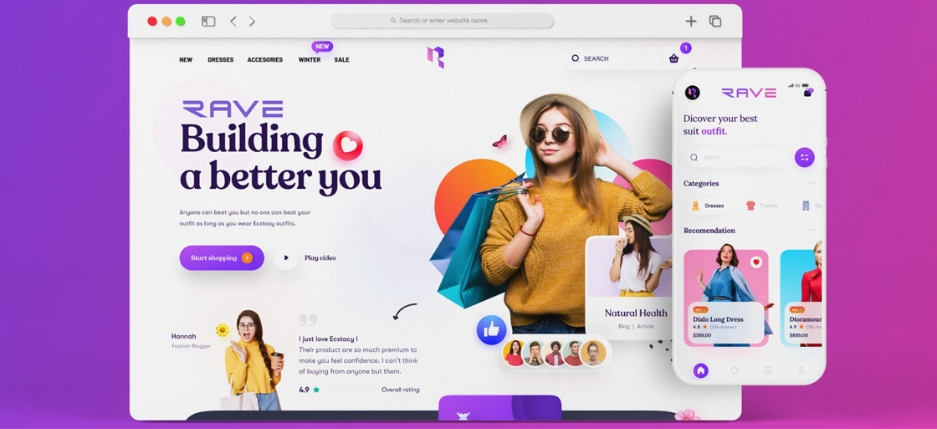 Search or enter website name
NEW
NEW
DRESSES
ACCESORIES
WINTER
SALE
SEARCH
1
RAVE
Building
a better you
Anyone can beat you but no one can beat your
outfit as long as you wear Ecstasy outfits.
Start shopping
Play video
Hannah
Fashion Blogger
I just love Ecstacy !
Their product are so much premium to
make you feel confidence. I can't think
of buying from anyone but them.
4.9
Overall rating
Natural Health
Blog | Article
RAVE
Dicover your best
suit outfit.
Search
Categories
Dresses
T-shirts
Recomendation
Dialo Long Dress
4.8
Dioramour
4.9